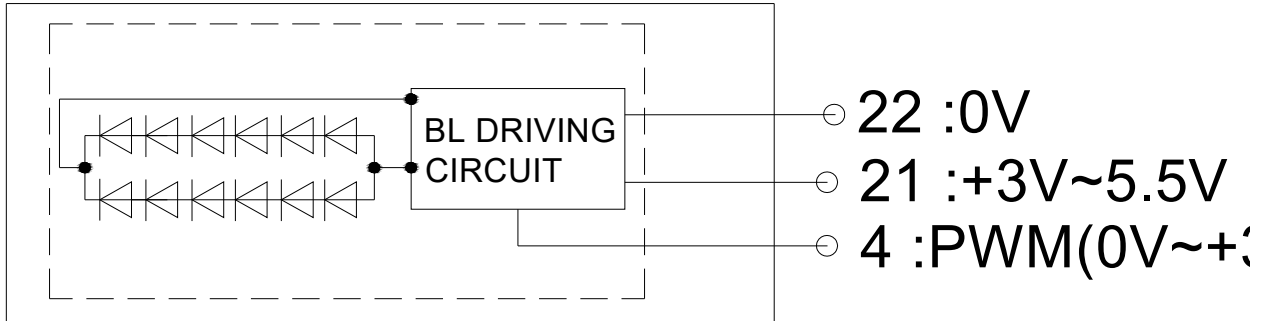 BL DRIVING
CIRCUIT
22 :0V
21 :+3V~5.5V
4 :PWM(0V~+